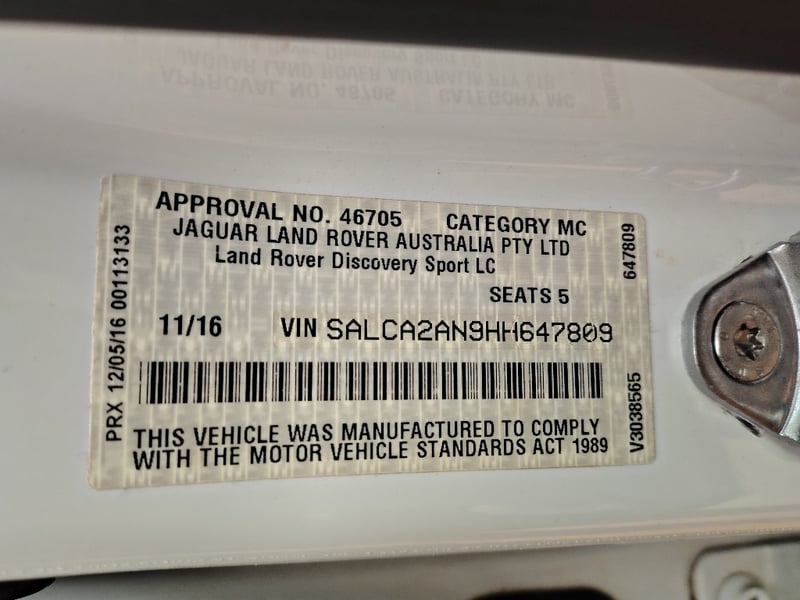 APPROVAL NO. 46705 CATEGORY MC
JAGUAR LAND ROVER AUSTRALIA PTY LTD
Land Rover Discovery Sport LC
SEATS 5
11/16 VIN SALCA2AN9HH647809
THIS VEHICLE WAS MANUFACTURED TO COMPLY
WITH THE MOTOR VEHICLE STANDARDS ACT 1989
PRX 12/05/16 00113133
647809
V3038565